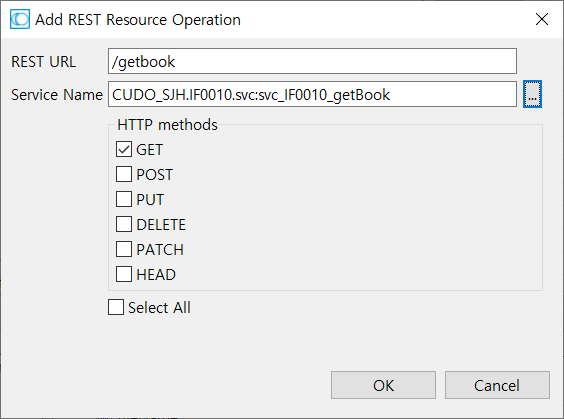 Add REST Resource Operation
REST URL /getbook
Service Name CUDO_SJH.IF0010.svc:svc_IF0010_getBook ...
HTTP methods
GET
POST
PUT
DELETE
PATCH
HEAD
Select All
OK Cancel